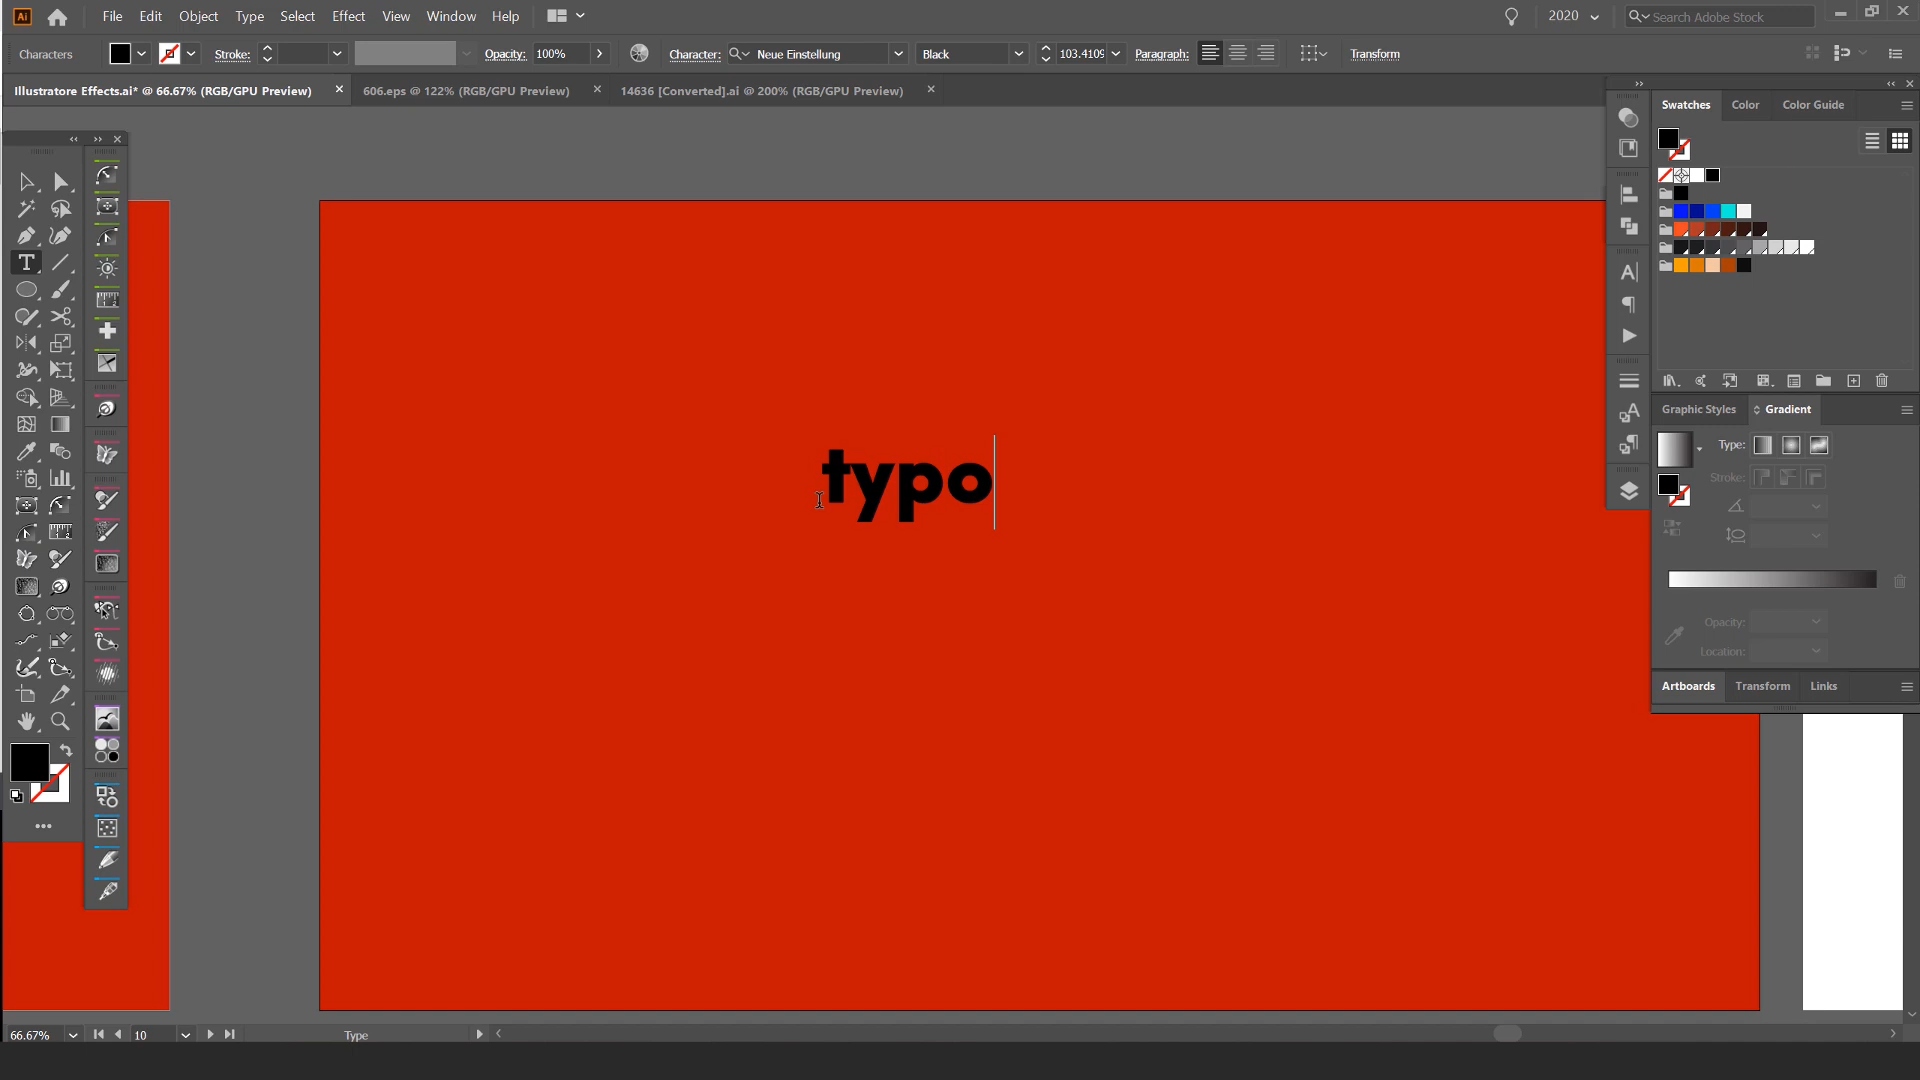 Ai File Edit Object Type Select Effect View Window Help 2020 Search Adobe Stock
Characters Stroke: Opacity: 100% Character: Neue Einstellung Black 103.4109 Paragraph: Transform
Illustratore Effects.ai* @ 66.67% (RGB/GPU Preview) 606.eps @ 122% (RGB/GPU Preview) 14636 [Converted].ai @ 200% (RGB/GPU Preview)
Swatches Color Color Guide
Graphic Styles Gradient
Type:
Stroke:
typo
Opacity:
Location:
Artboards Transform Links
66.67% 10 Type